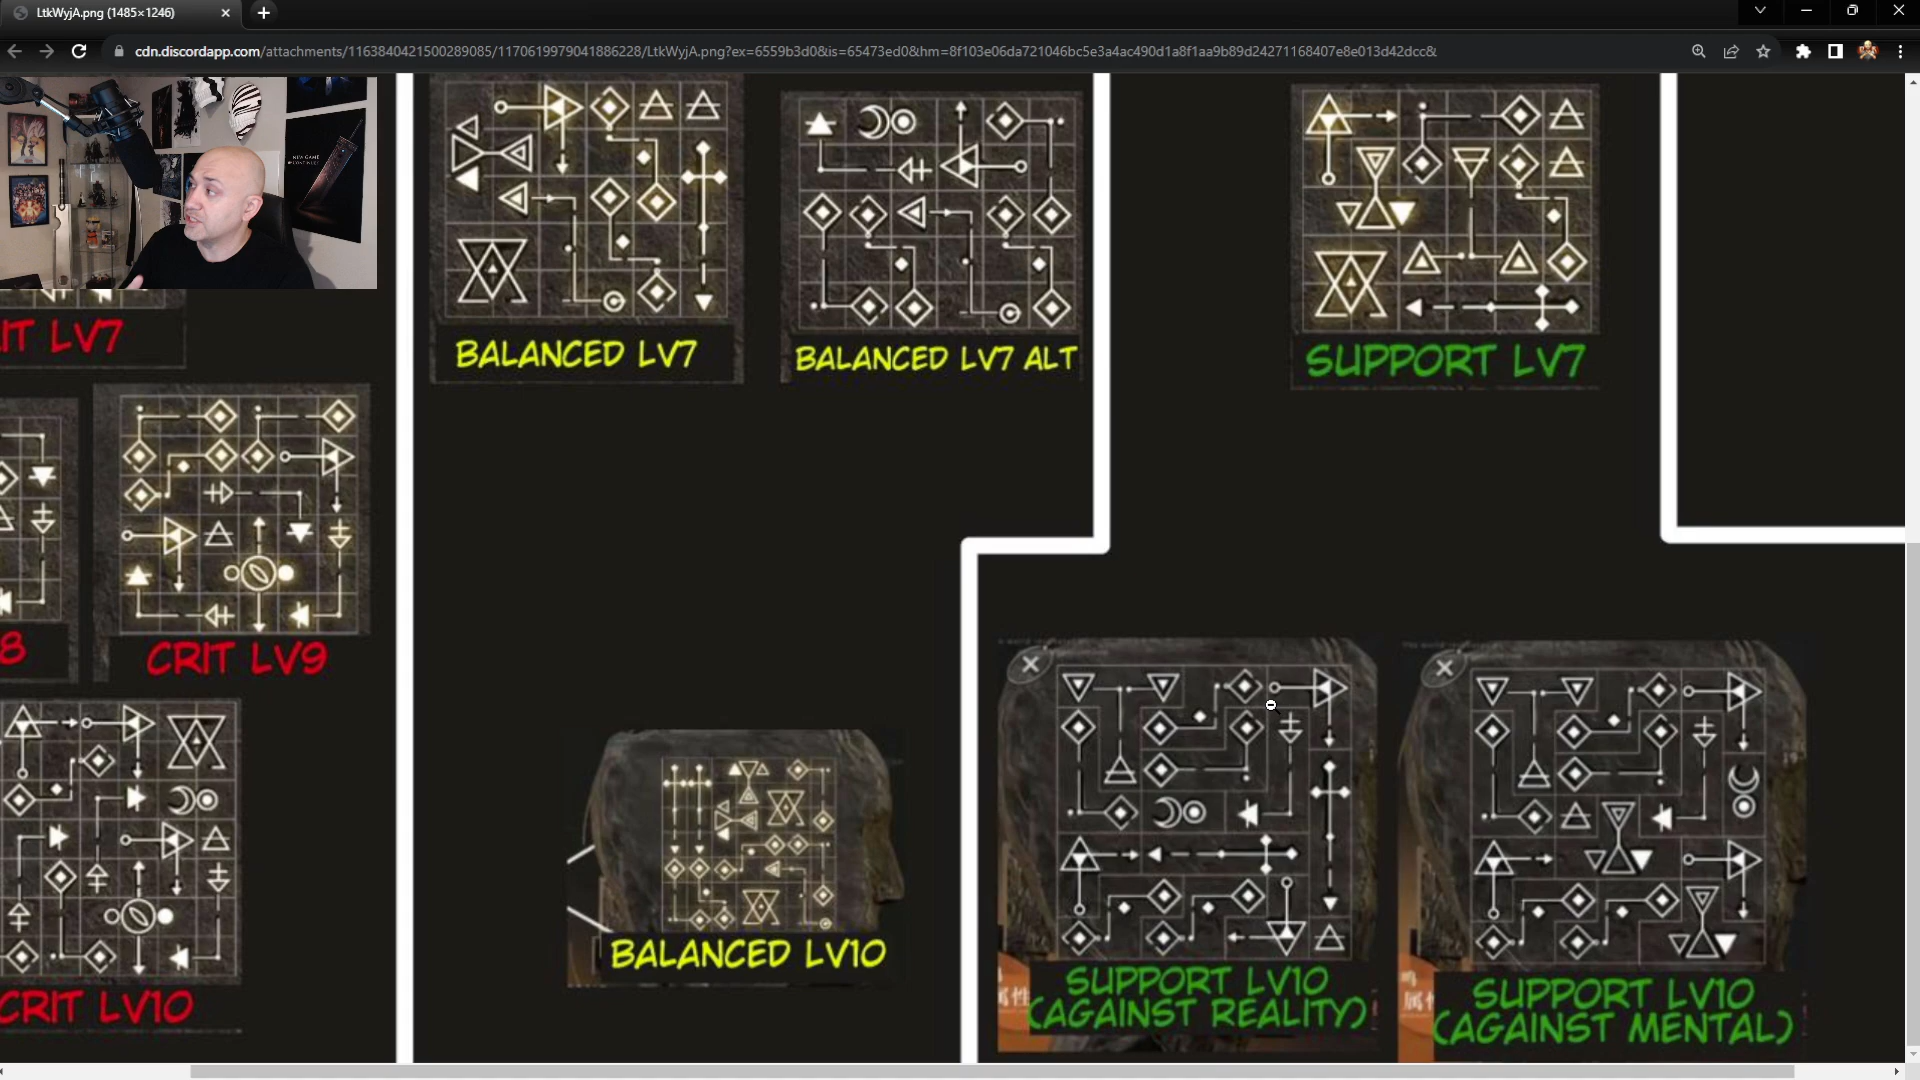 LtkWyjA.png (1485×1246)
cdn.discordapp.com/attachments/1163840421500289085/1170619979041886228/LtkWyjA.png?ex=6559b3d0&is=65473ed0&hm=8f103e06da721046bc5e3a4ac490d1a8f1aa9b89d24271168407e8e013d42dcc&
NEW GAME
IT LV7
BALANCED LV7
BALANCED LV7 ALT
SUPPORT LV7
8
CRIT LV9
CRIT LV10
BALANCED LV10
SUPPORT LV10
(AGAINST REALITY)
SUPPORT LV10
(AGAINST MENTAL)